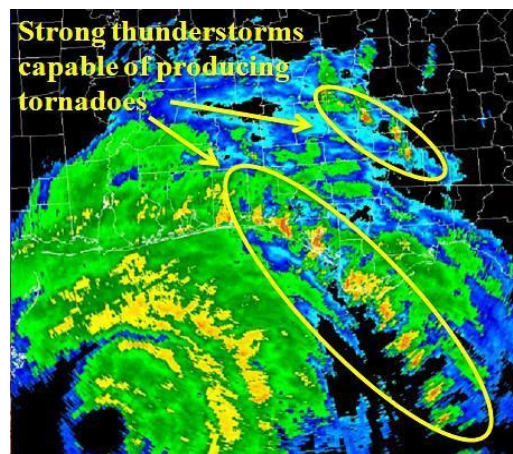 Strong thunderstorms
capable of producing
tornadoes